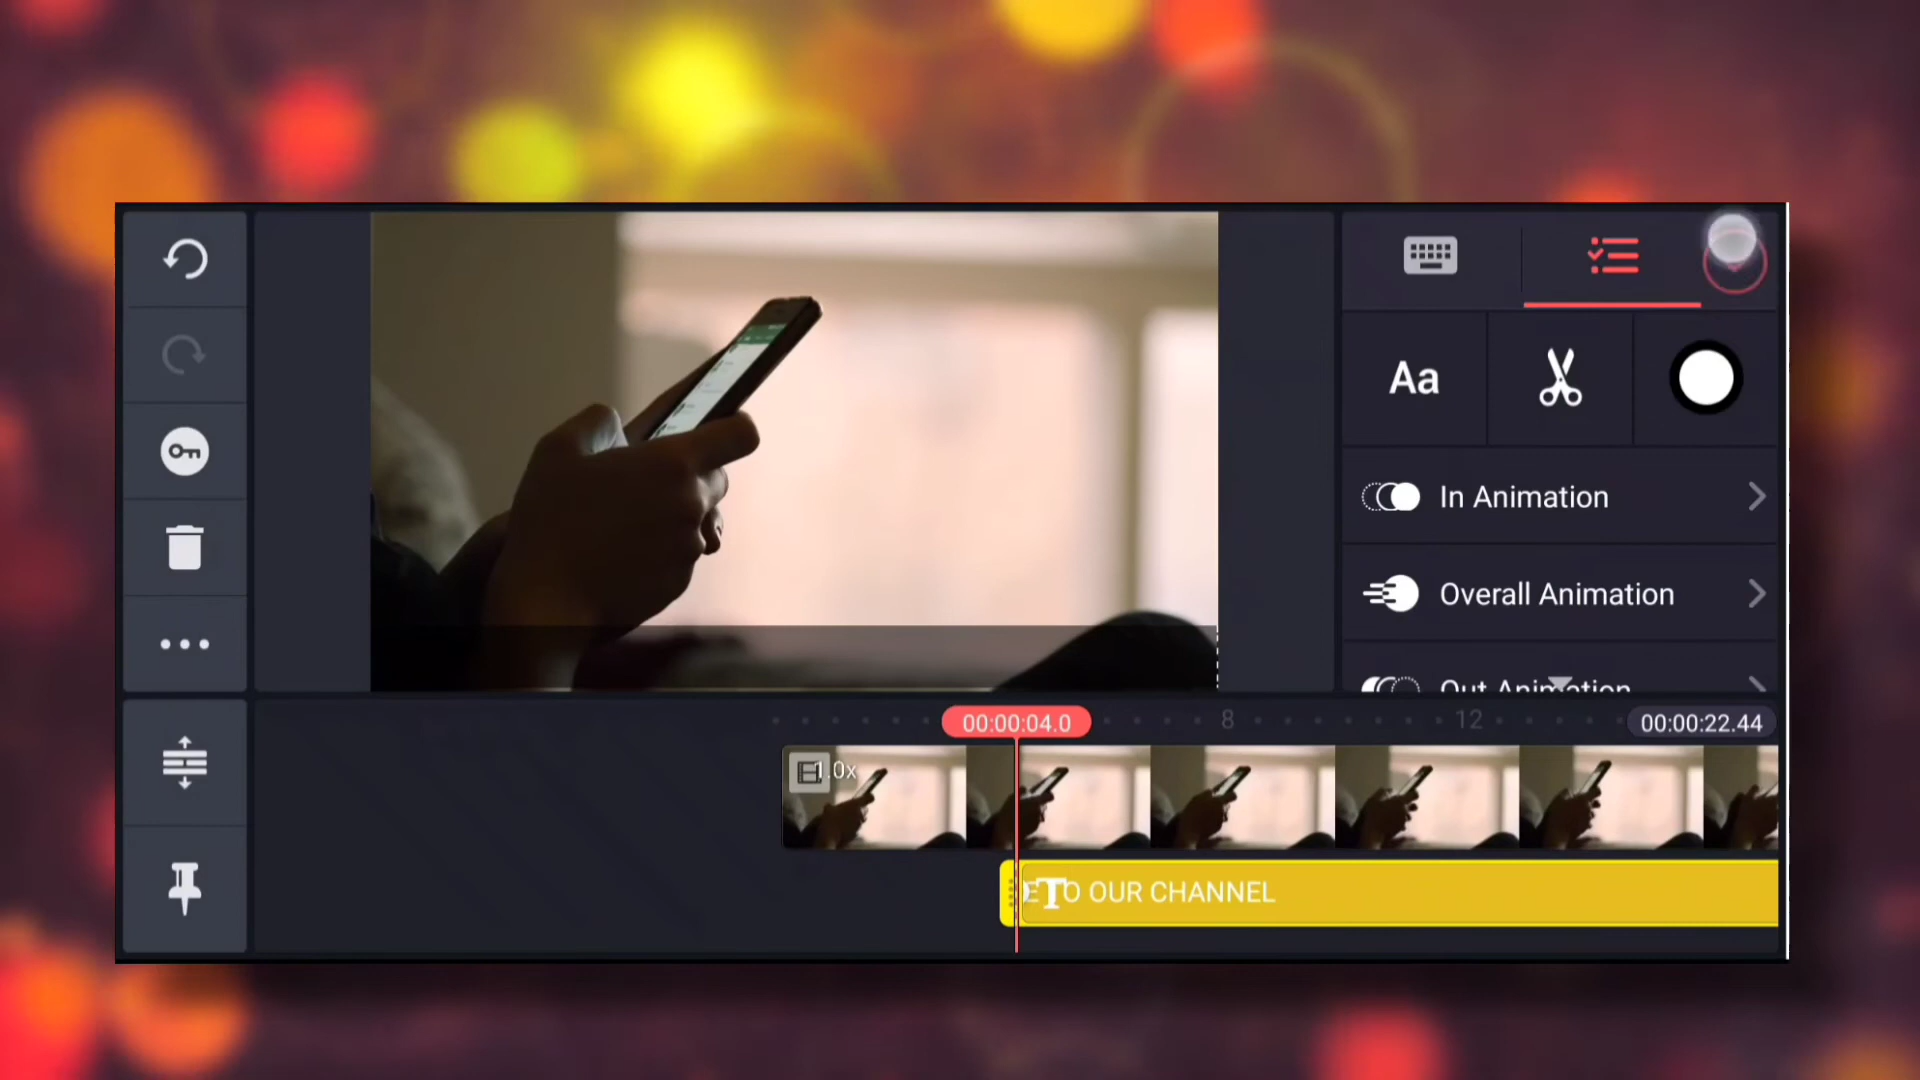 Aa
In Animation
Overall Animation
Out Animation
00:00:04.0
8
12
00:00:22.44
1.0x
E TO OUR CHANNEL